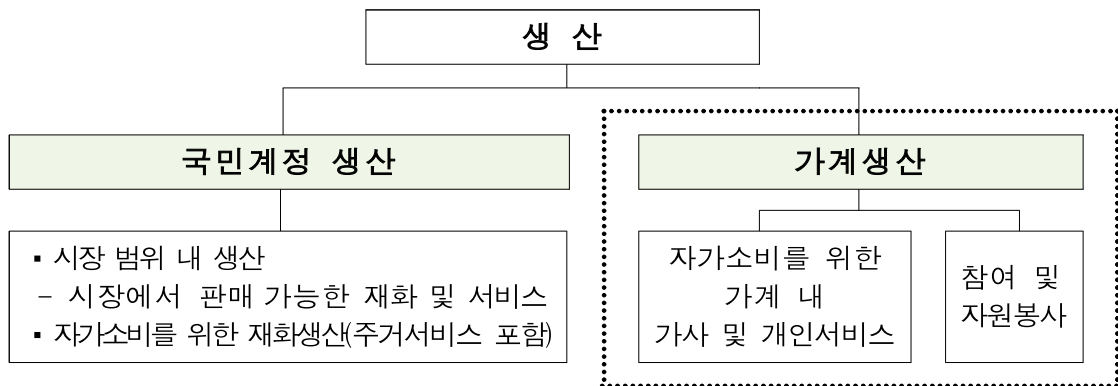 생 산
국민계정 생산
가계생산
▪ 시장 범위 내 생산
– 시장에서 판매 가능한 재화 및 서비스
▪ 자가소비를 위한 재화생산(주거서비스 포함)
자가소비를 위한
가계 내
가사 및 개인서비스
참여 및
자원봉사